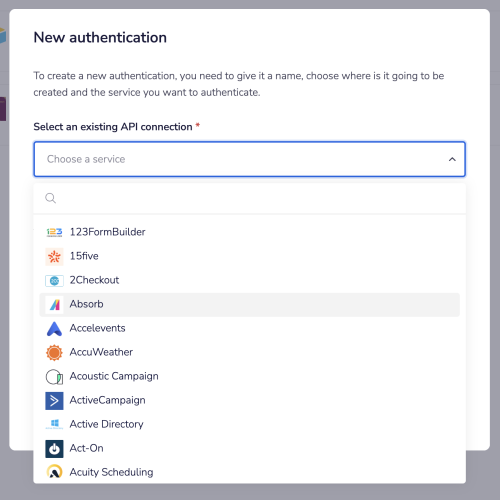 New authentication
To create a new authentication, you need to give it a name, choose where is it going to be
created and the service you want to authenticate.
Select an existing API connection *
Choose a service
123FormBuilder
15five
2Checkout
Absorb
Accelevents
AccuWeather
Acoustic Campaign
ActiveCampaign
Active Directory
Act-On
Acuity Scheduling